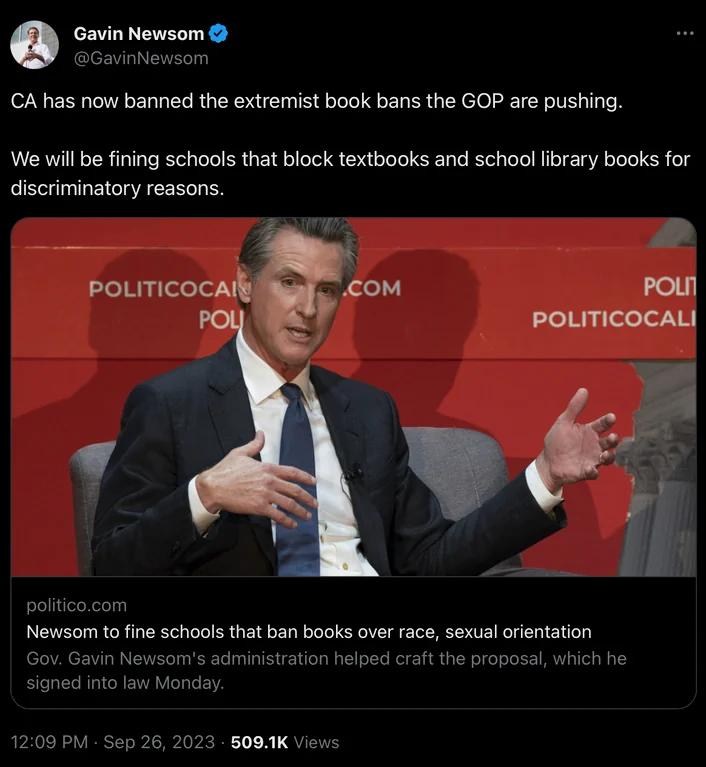 Gavin Newsom
@GavinNewsom
CA has now banned the extremist book bans the GOP are pushing.
We will be fining schools that block textbooks and school library books for
discriminatory reasons.
POLITICOCAL .COM
POLIT
POLI
POLITICOCALI
politico.com
Newsom to fine schools that ban books over race, sexual orientation
Gov. Gavin Newsom's administration helped craft the proposal, which he
signed into law Monday.
12:09 PM · Sep 26, 2023 · 509.1K Views